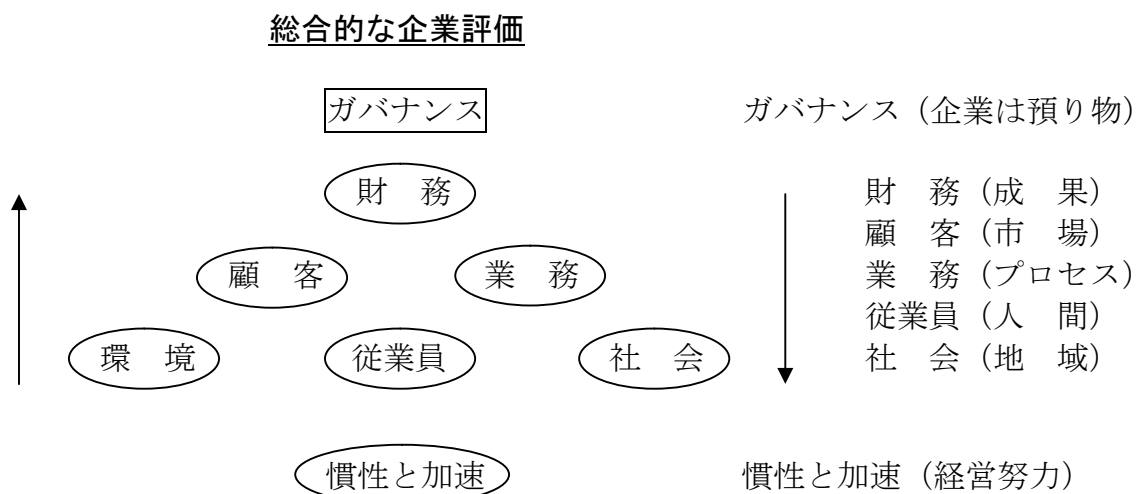 総合的な企業評価
ガバナンス
ガバナンス（企業は預り物）
財　務
財　務（成　果）
顧　客（市　場）
顧　客
業　務
業　務（プロセス）
従業員（人　間）
環　境
従業員
社　会
社　会（地　域）
慣性と加速
慣性と加速（経営努力）